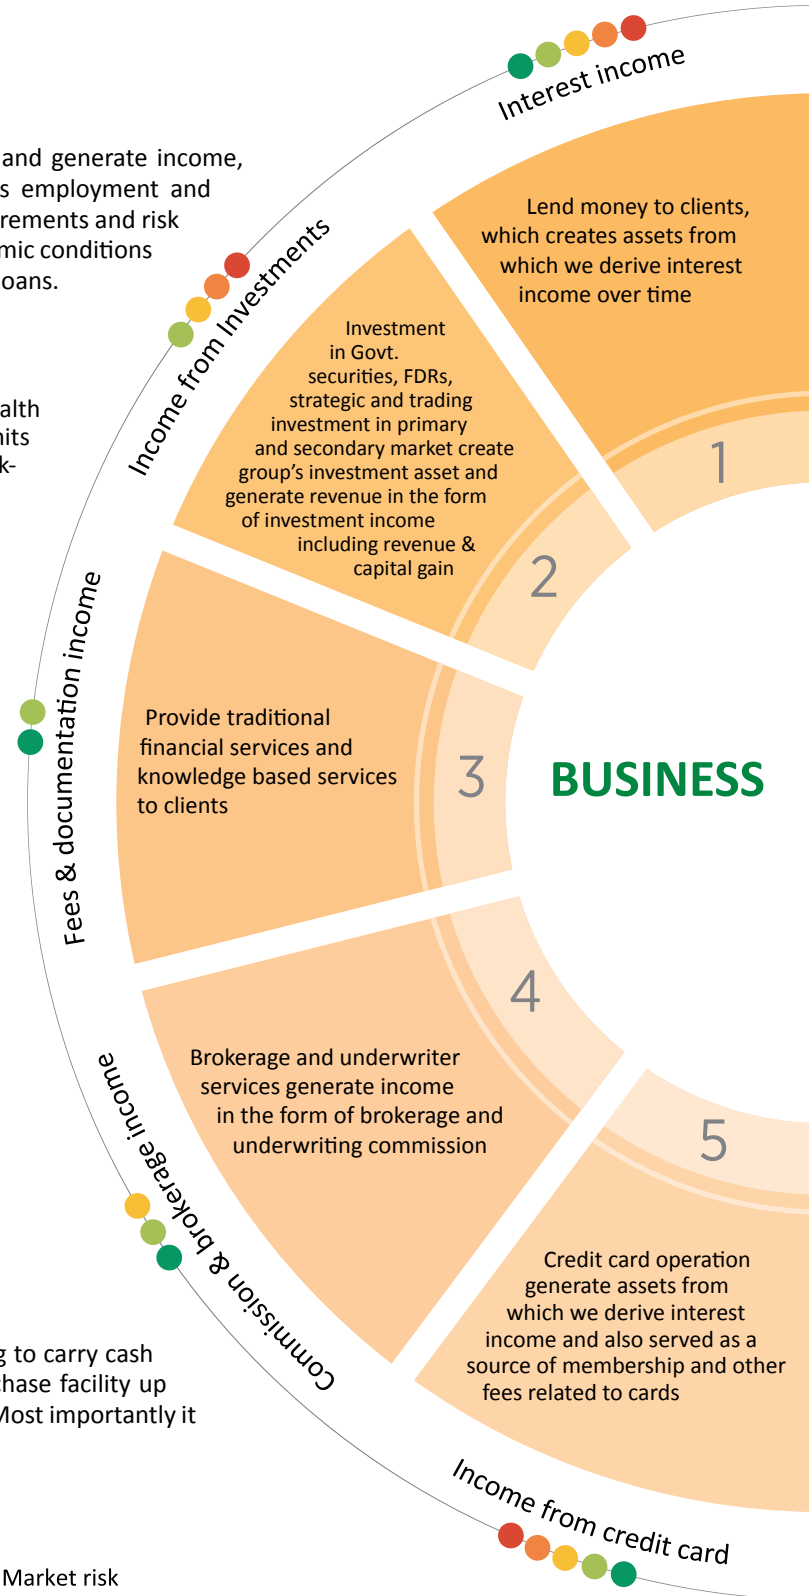 Interest income
and generate income,
s employment and
rements and risk
mic conditions
oans.
Lend money to clients,
which creates assets from
which we derive interest
income over time
1
Income from Investments
Investment
in Govt.
securities, FDRs,
strategic and trading
investment in primary
and secondary market create
group's investment asset and
generate revenue in the form
of investment income
including revenue &
capital gain
2
alth
nits
k-
Fees & documentation income
Provide traditional
financial services and
knowledge based services
to clients
3
BUSINESS
4
Commission & brokerage income
Brokerage and underwriter
services generate income
in the form of brokerage and
underwriting commission
5
Credit card operation
generate assets from
which we derive interest
income and also served as a
source of membership and other
fees related to cards
g to carry cash
chase facility up
Most importantly it
Income from credit card
Market risk